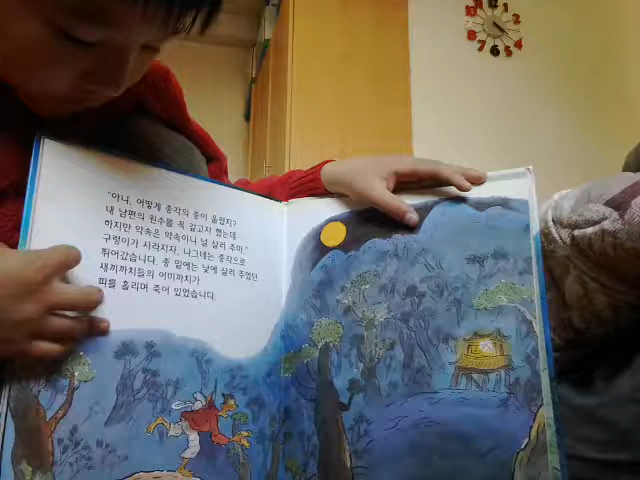 "아니, 어떻게 종각의 종이 울렸지?
내 남편의 원수를 꼭 갚고자 했는데
하지만 약속은 약속이니 널 살려 주마."
구렁이가 사라지자, 나그네는 종각으로
뛰어갔습니다. 종 밑에는 낮에 살려 주었던
새끼까치들의 어미까치가
피를 흘리며 죽어 있었습니다.